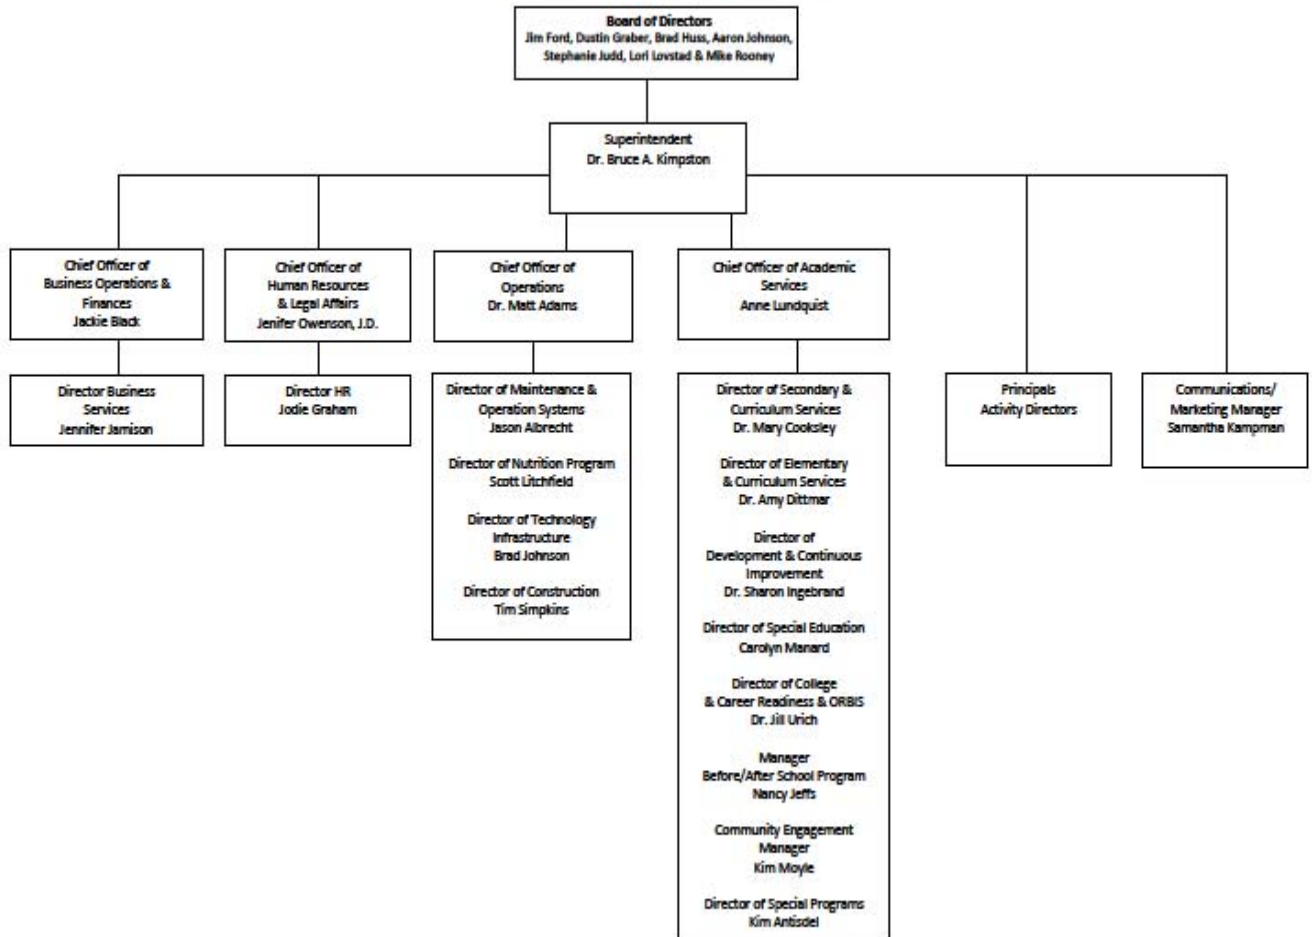 Board of Directors
Jim Ford, Dustin Graber, Brad Huss, Aaron Johnson,
Stephanie Judd, Lori Lovstad & Mike Rooney
Superintendent
Dr. Bruce A. Kimpston
Chief Officer of
Business Operations &
Finances
Jackie Black
Chief Officer of
Human Resources
& Legal Affairs
Jenifer Owenson, J.D.
Chief Officer of
Operations
Dr. Matt Adams
Chief Officer of Academic
Services
Anne Lundquist
Director Business
Services
Jennifer Jamison
Director HR
Jodie Graham
Director of Maintenance &
Operation Systems
Jason Albrecht
Director of Nutrition Program
Scott Litchfield
Director of Technology
Infrastructure
Brad Johnson
Director of Construction
Tim Simpkins
Director of Secondary &
Curriculum Services
Dr. Mary Cooksley
Director of Elementary
& Curriculum Services
Dr. Amy Dittmar
Director of
Development & Continuous
Improvement
Dr. Sharon Ingebrand
Director of Special Education
Carolyn Manard
Director of College
& Career Readiness & ORBIS
Dr. Jill Urich
Manager
Before/After School Program
Nancy Jeffs
Community Engagement
Manager
Kim Moyle
Director of Special Programs
Kim Antisdel
Principals
Activity Directors
Communications/
Marketing Manager
Samantha Kampman